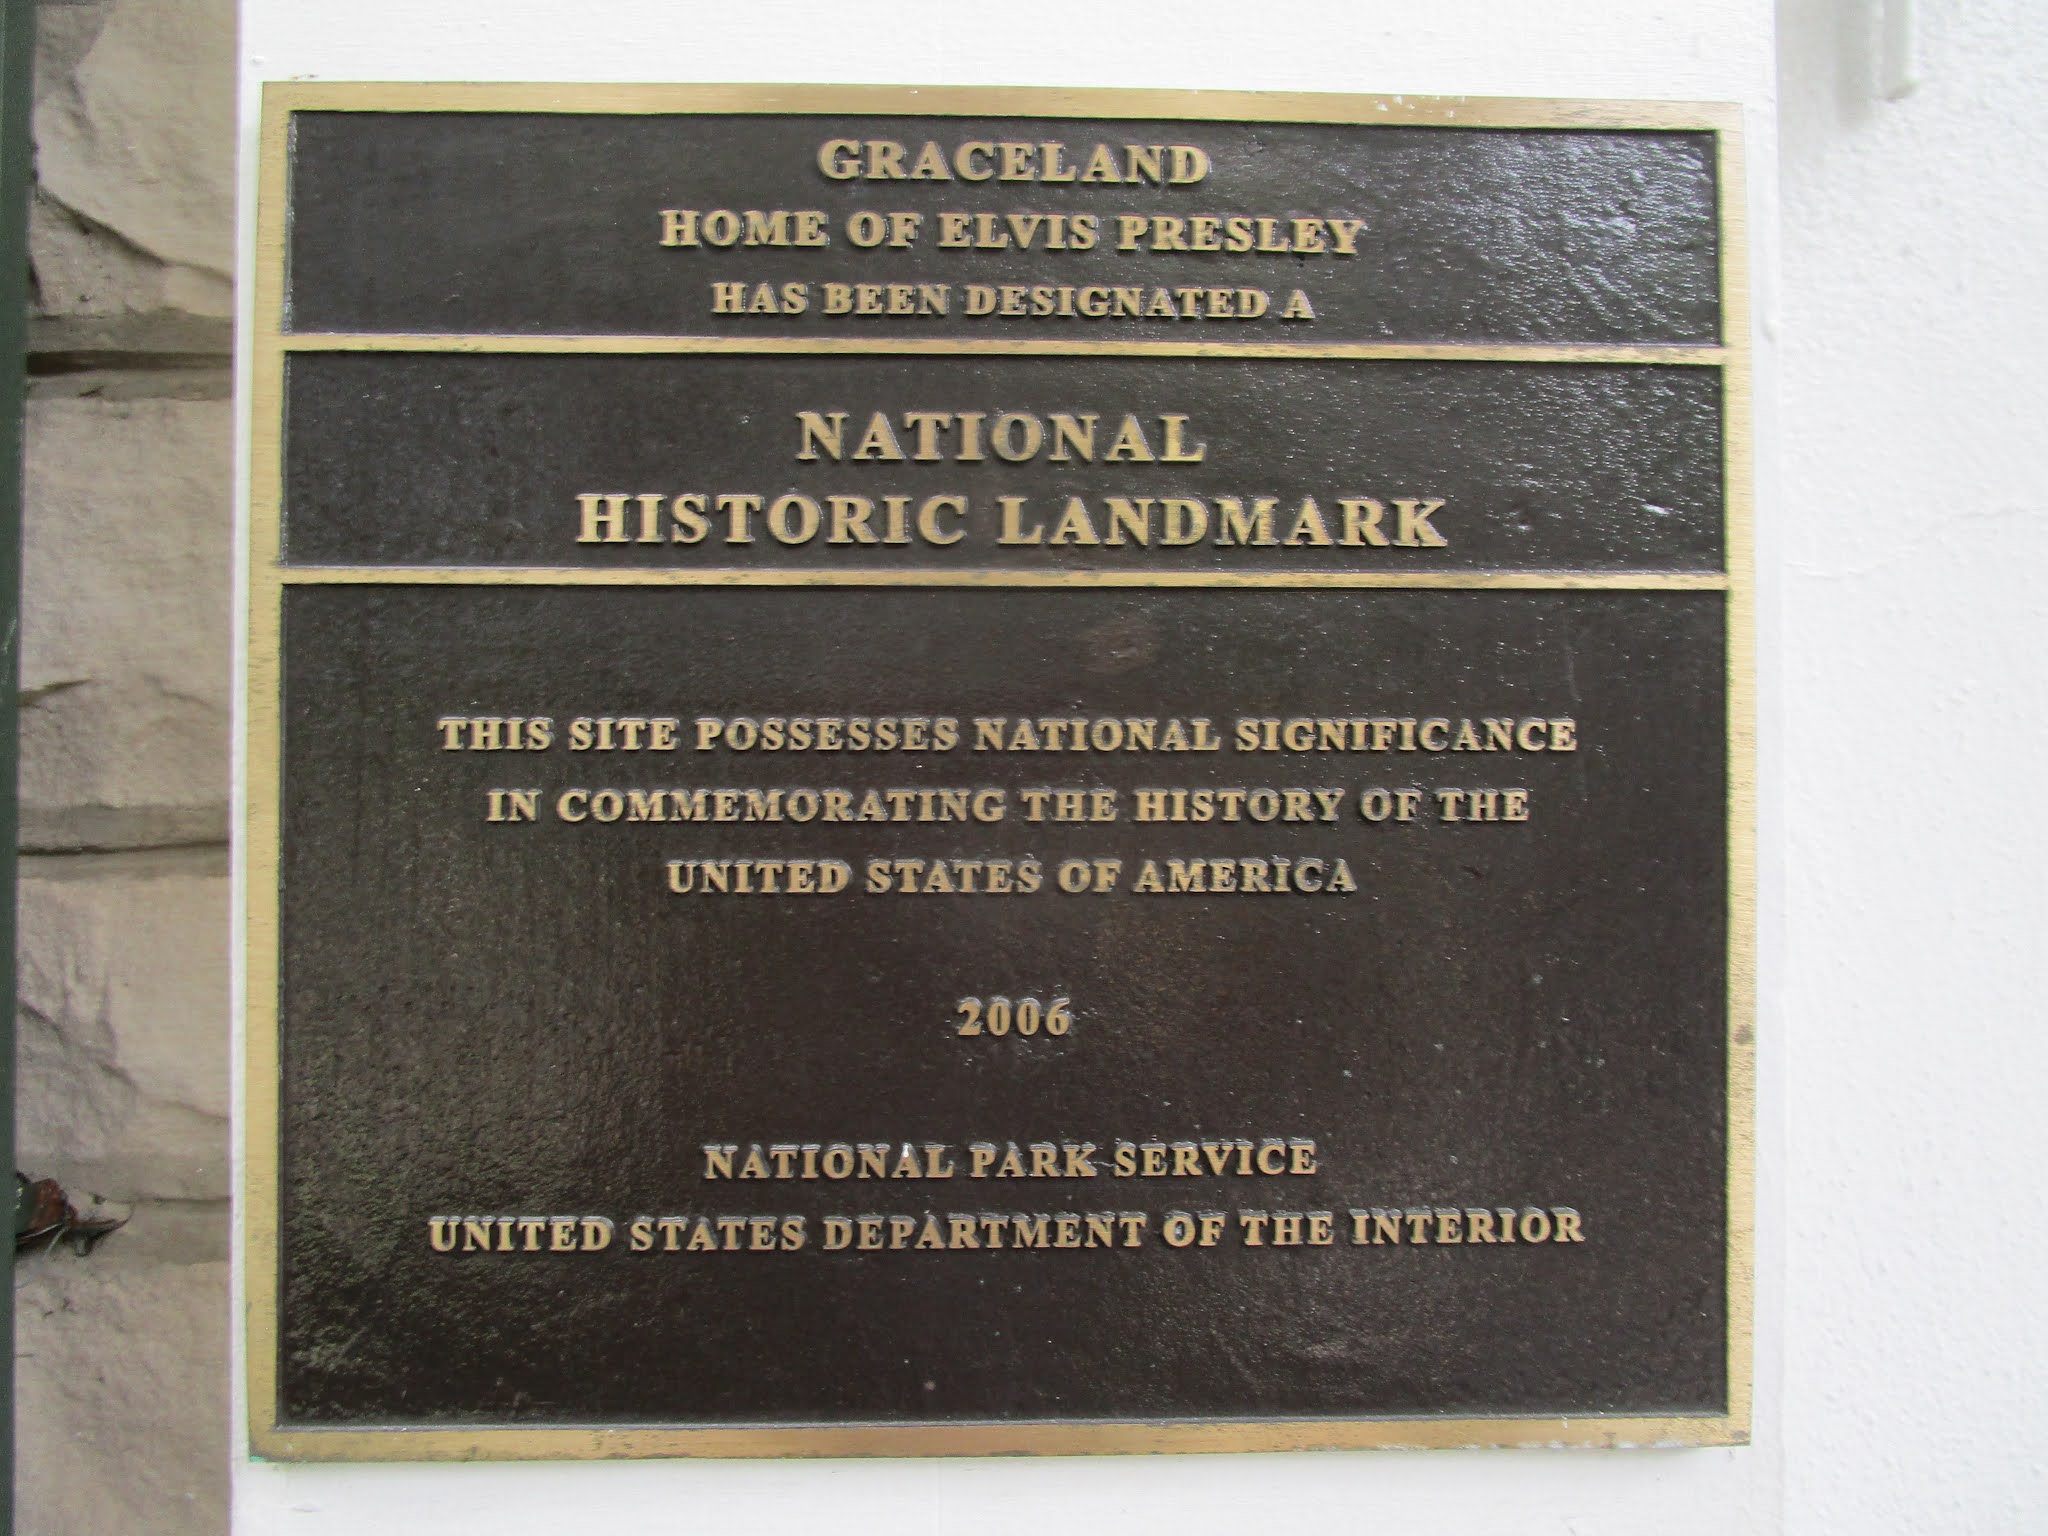 GRACELAND
HOME OF ELVIS PRESLEY
HAS BEEN DESIGNATED A
NATIONAL
HISTORIC LANDMARK
THIS SITE POSSESSES NATIONAL SIGNIFICANCE
IN COMMEMORATING THE HISTORY OF THE
UNITED STATES OF AMERICA
2006
NATIONAL PARK SERVICE
UNITED STATES DEPARTMENT OF THE INTERIOR